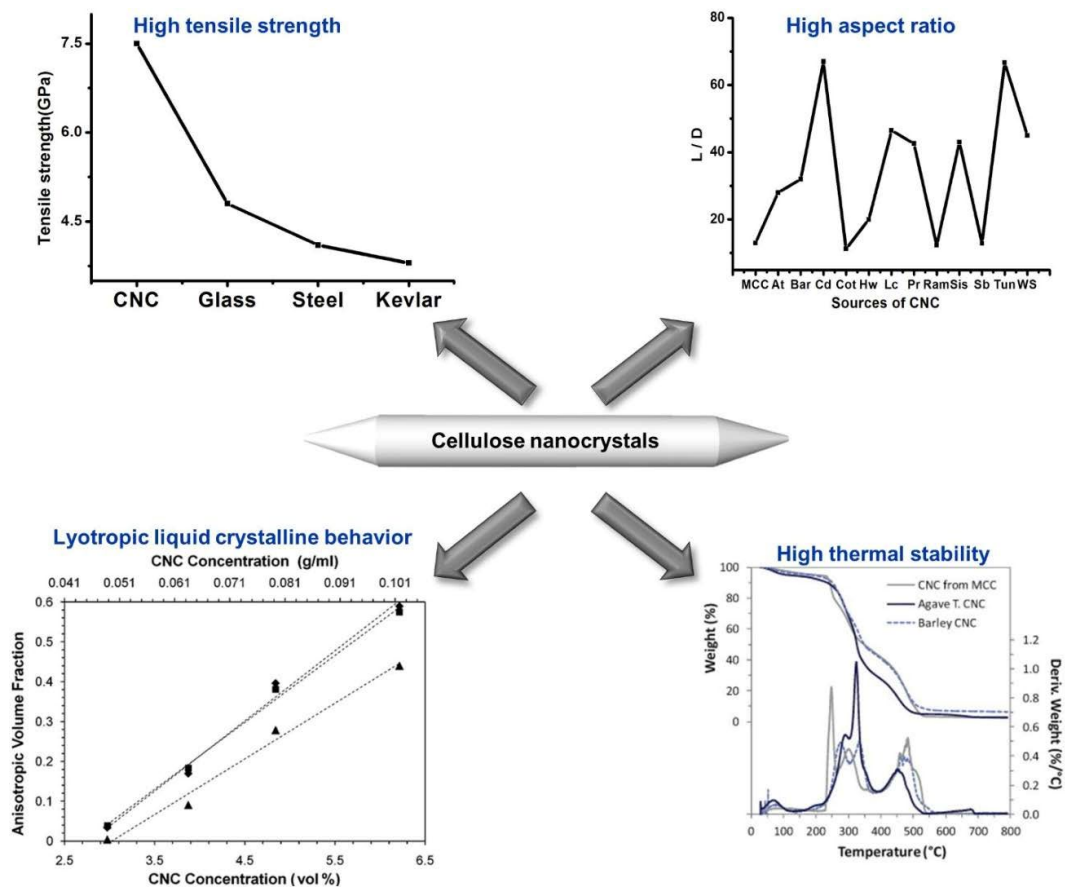 High tensile strength
7.5
6.0
4.5
Tensile strength(GPa)
CNC Glass Steel Kevlar
High aspect ratio
80
60
40
20
L / D
MCC At Bar Cd Cot Hw Lc Pr Ram Sis Sb Tun WS
Sources of CNC
Cellulose nanocrystals
Lyotropic liquid crystalline behavior
CNC Concentration (g/ml)
0.041 0.051 0.061 0.071 0.081 0.091 0.101
0.6
0.5
0.4
0.3
0.2
0.1
0
Anisotropic Volume Fraction
2.5 3.5 4.5 5.5 6.5
CNC Concentration (vol %)
High thermal stability
100
80
60
40
20
0
Weight (%)
CNC from MCC
Agave T. CNC
Barley CNC
1.2
1.0
0.8
0.6
0.4
0.2
0.0
Deriv. Weight (%/°C)
0 100 200 300 400 500 600 700 800
Temperature (°C)